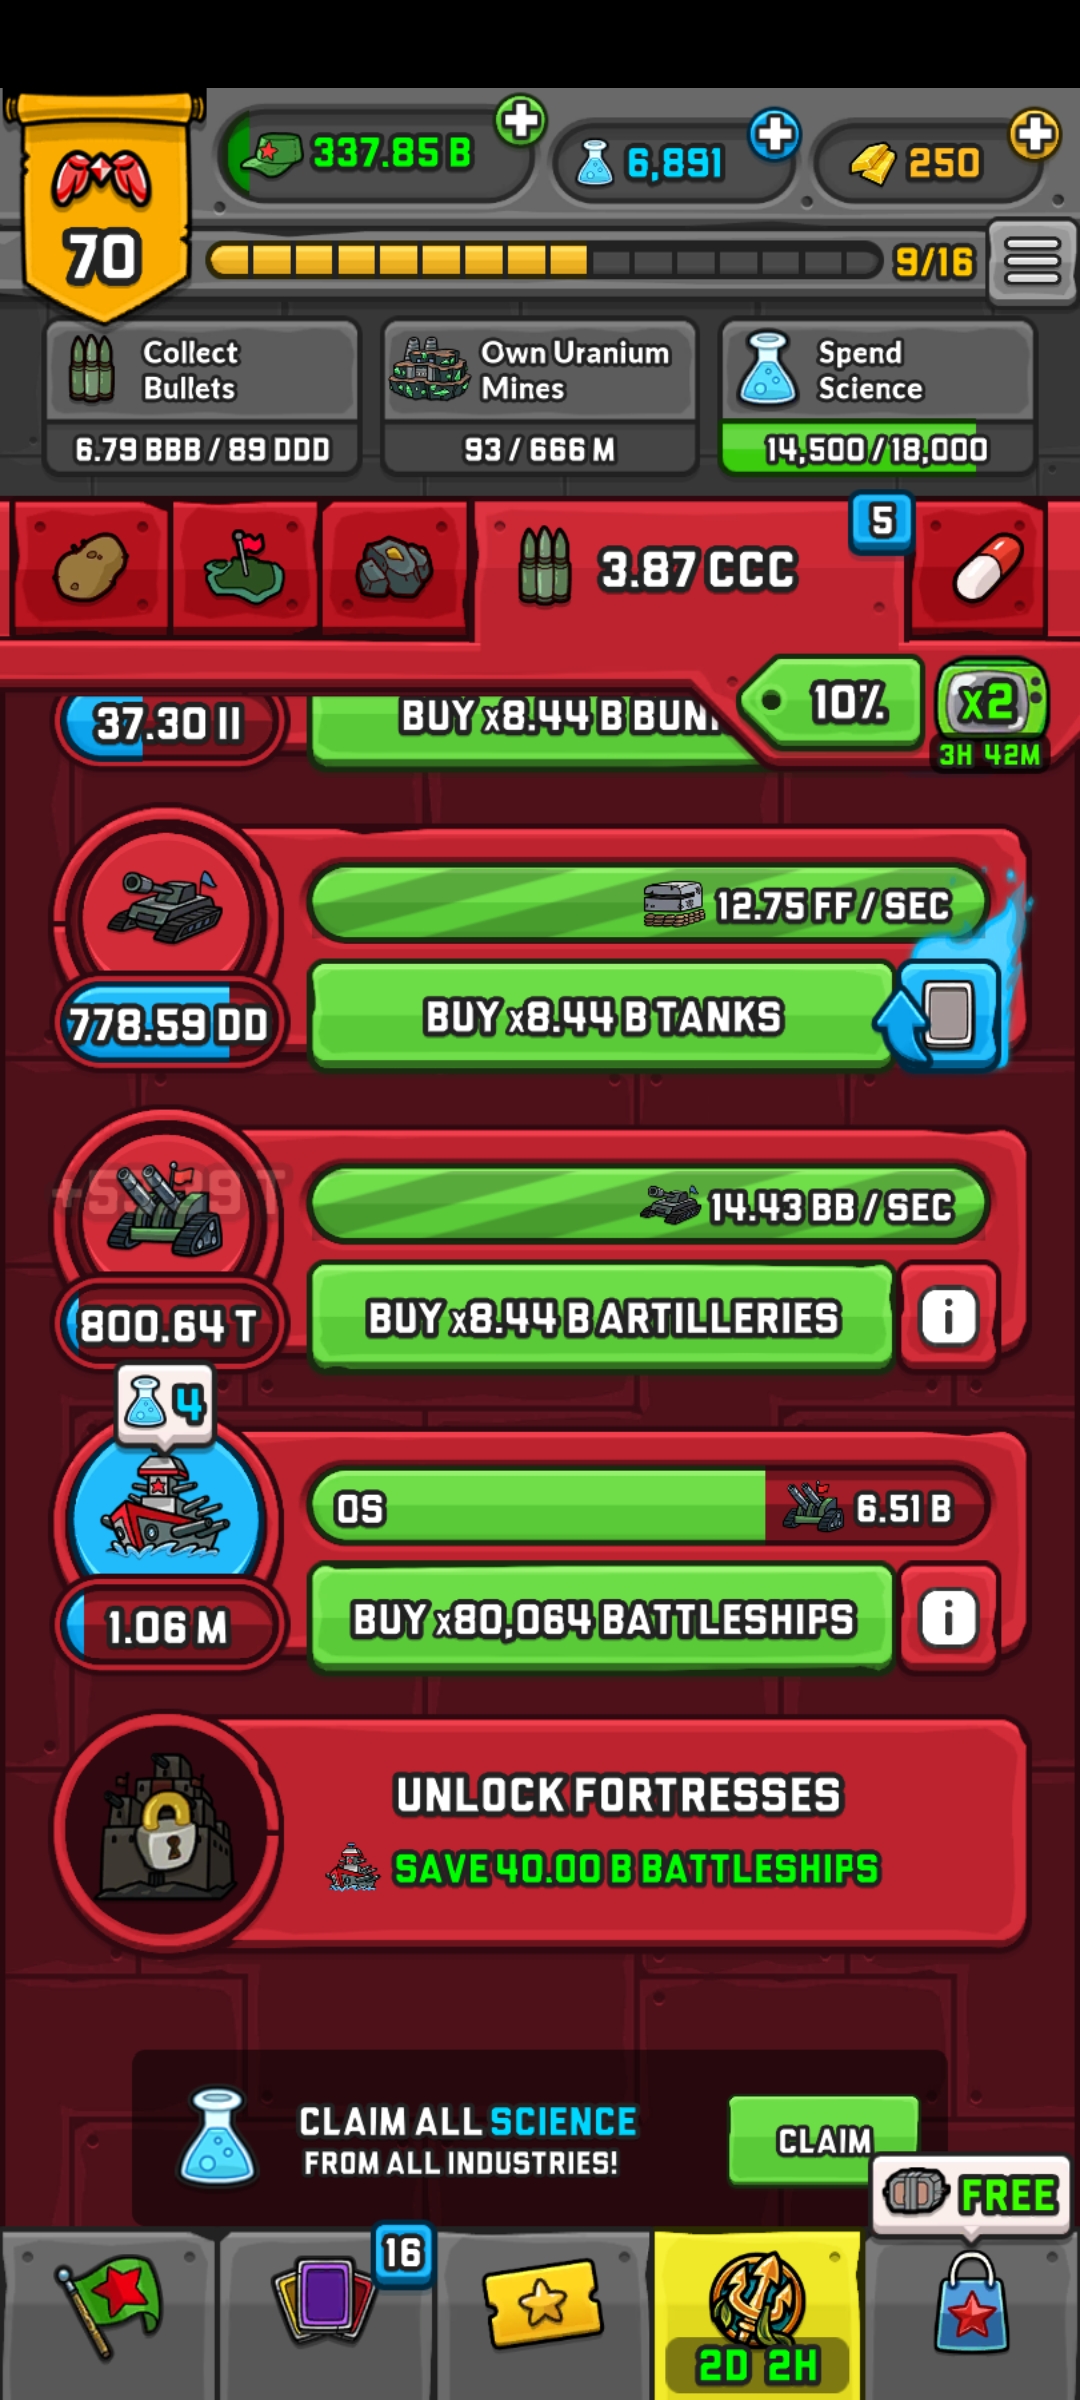 337.85 B
6,891
250
70
9/16
Collect
Bullets
6.79 BBB / 89 DDD
Own Uranium
Mines
93 / 666 M
Spend
Science
14,500/18,000
5
3.87 CCC
10%
x2
3H 42M
37.30 II
BUY x8.44 B
12.75 FF / SEC
778.59 DD
BUY x8.44 B TANKS
14.43 BB / SEC
800.64 T
BUY x8.44 B ARTILLERIES
i
4
0S
6.51 B
1.06 M
BUY x80,064 BATTLESHIPS
i
UNLOCK FORTRESSES
SAVE 40.00 B BATTLESHIPS
CLAIM ALL SCIENCE
FROM ALL INDUSTRIES!
CLAIM
FREE
16
2D 2H